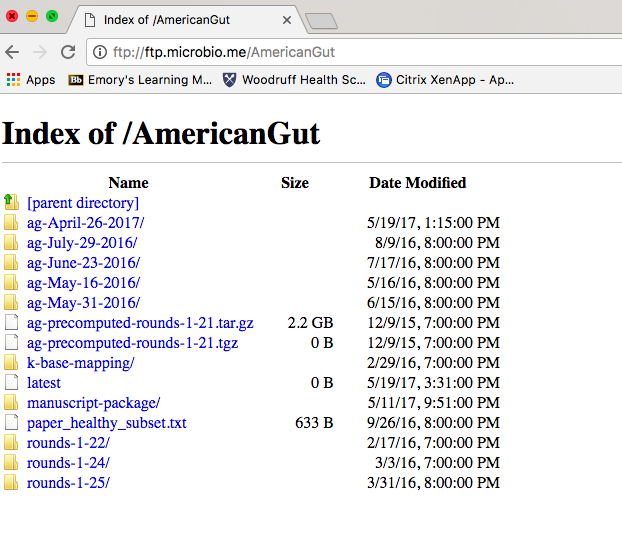 Index of /AmericanGut
ftp://ftp.microbio.me/AmericanGut
Apps Bb Emory's Learning M... Woodruff Health Sc... Citrix XenApp - Ap...
Index of /AmericanGut
Name Size Date Modified
[parent directory]
ag-April-26-2017/ 5/19/17, 1:15:00 PM
ag-July-29-2016/ 8/9/16, 8:00:00 PM
ag-June-23-2016/ 7/17/16, 8:00:00 PM
ag-May-16-2016/ 5/16/16, 8:00:00 PM
ag-May-31-2016/ 6/15/16, 8:00:00 PM
ag-precomputed-rounds-1-21.tar.gz 2.2 GB 12/9/15, 7:00:00 PM
ag-precomputed-rounds-1-21.tgz 0 B 12/9/15, 7:00:00 PM
k-base-mapping/ 2/29/16, 7:00:00 PM
latest 0 B 5/19/17, 3:31:00 PM
manuscript-package/ 5/11/17, 9:51:00 PM
paper_healthy_subset.txt 633 B 9/26/16, 8:00:00 PM
rounds-1-22/ 2/17/16, 7:00:00 PM
rounds-1-24/ 3/3/16, 7:00:00 PM
rounds-1-25/ 3/31/16, 8:00:00 PM